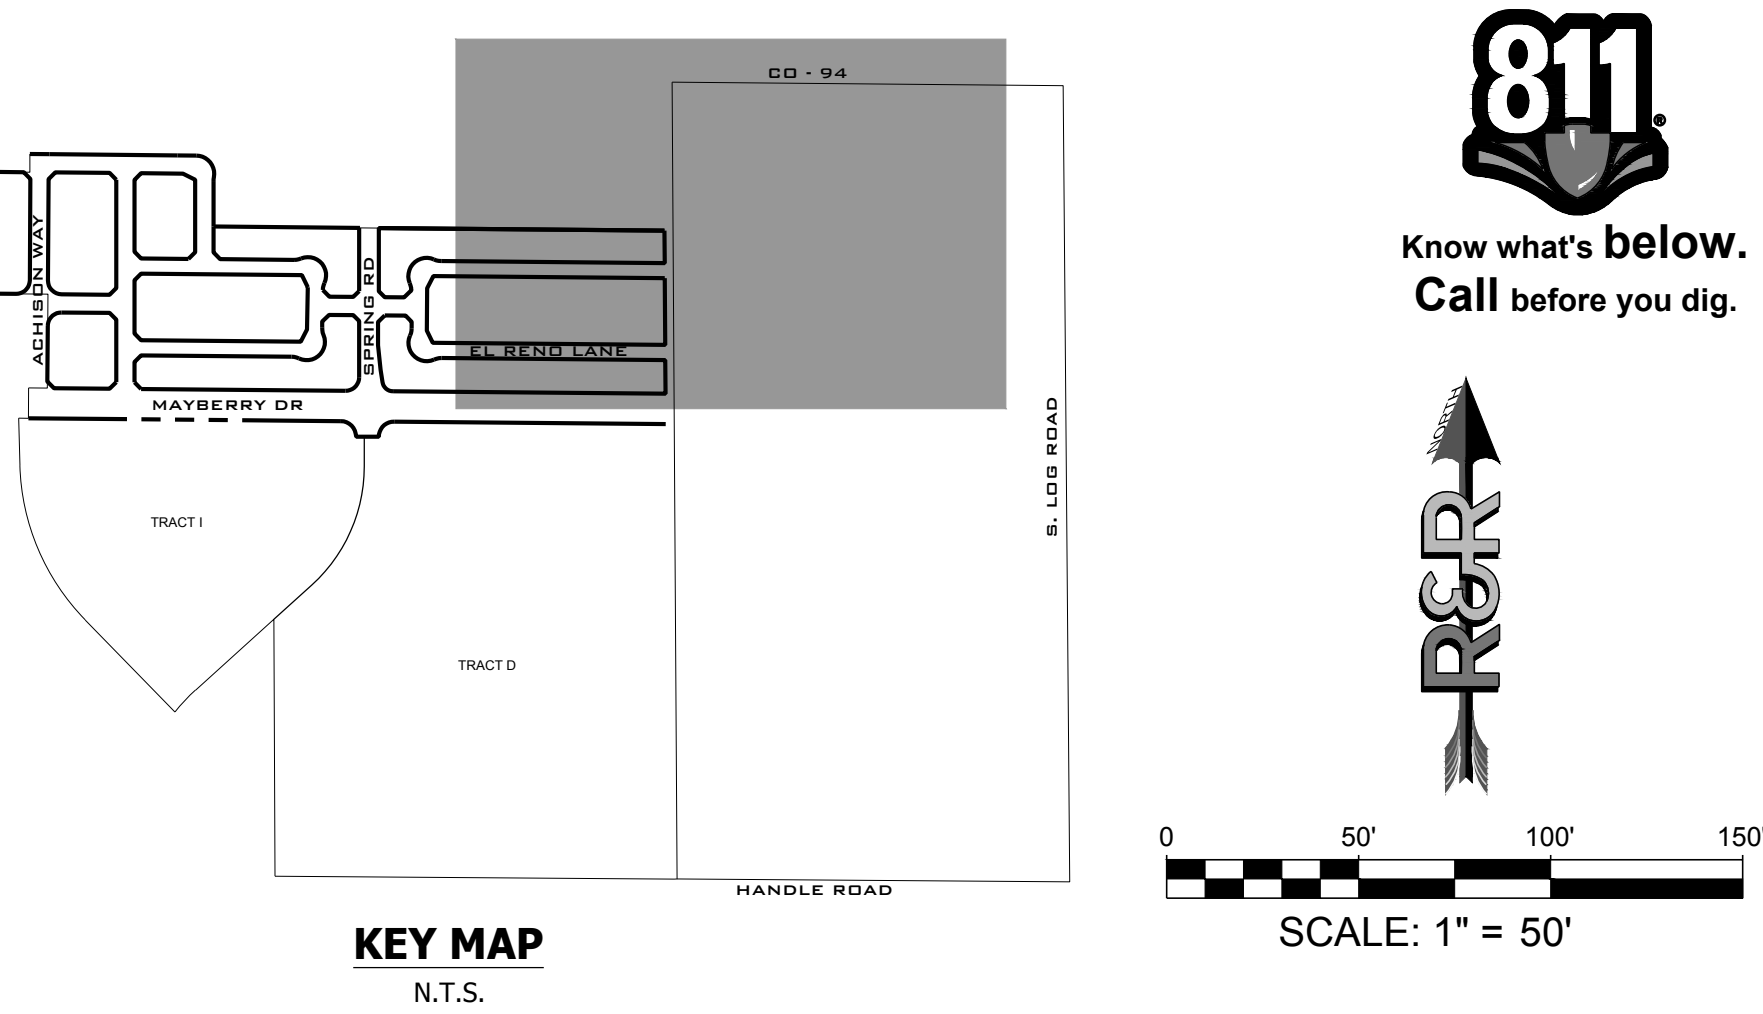 CO - 94
ACHISON WAY
SPRING RD
EL RENO LANE
MAYBERRY DR
S. LOG ROAD
TRACT I
TRACT D
HANDLE ROAD
KEY MAP
N.T.S.
811®
Know what's below.
Call before you dig.
NORTH
R&R
0 50' 100' 150'
SCALE: 1" = 50'